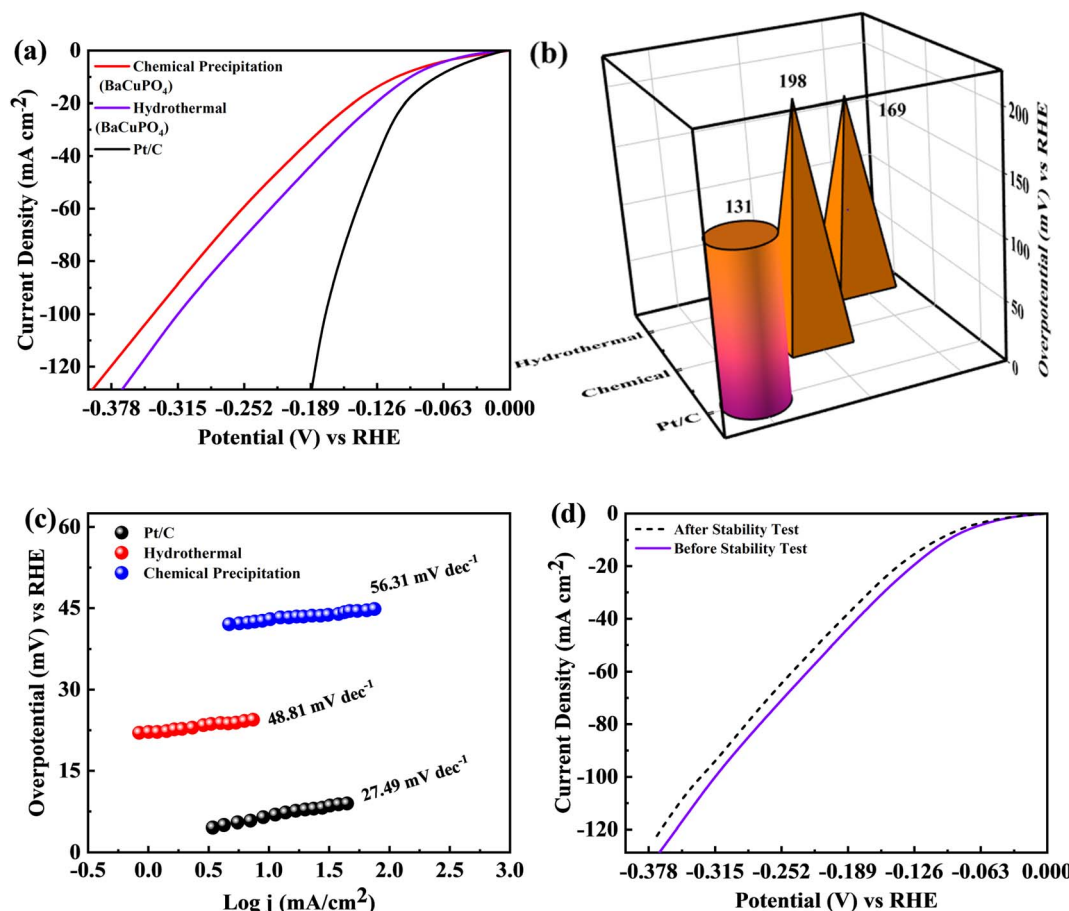 (a)
0
-20
-40
-60
-80
-100
-120
Current Density (mA cm⁻²)
Chemical Precipitation
(BaCuPO₄)
Hydrothermal
(BaCuPO₄)
Pt/C
-0.378 -0.315 -0.252 -0.189 -0.126 -0.063 0.000
Potential (V) vs RHE
(b)
198
169
131
200
150
100
50
0
Overpotential (mV) vs RHE
Hydrothermal
Chemical
Pt/C
(c)
60
45
30
15
0
Overpotential (mV) vs RHE
Pt/C
Hydrothermal
Chemical Precipitation
56.31 mV dec⁻¹
48.81 mV dec⁻¹
27.49 mV dec⁻¹
-0.5 0.0 0.5 1.0 1.5 2.0 2.5 3.0
Log j (mA/cm²)
(d)
0
-20
-40
-60
-80
-100
-120
Current Density (mA cm⁻²)
After Stability Test
Before Stability Test
-0.378 -0.315 -0.252 -0.189 -0.126 -0.063 0.000
Potential (V) vs RHE